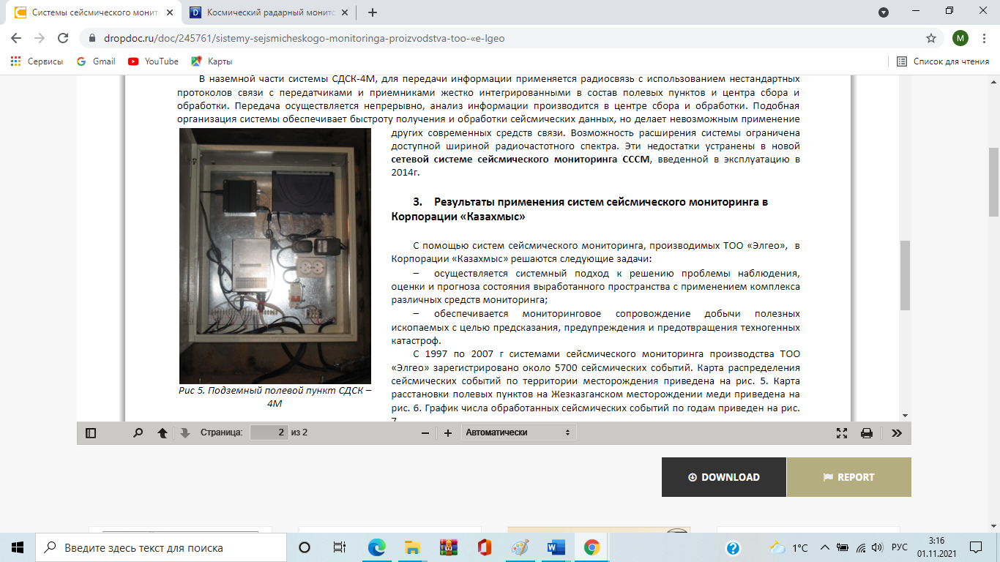 Системы сейсмического монит
Космический радарный монито
dropdoc.ru/doc/245761/sistemy-sejsmicheskogo-monitoringa-proizvodstva-too-«e-lgeo
M
Сервисы
Gmail
YouTube
Карты
Список для чтения
В наземной части системы СДСК-4М, для передачи информации применяется радиосвязь с использованием нестандартных
протоколов связи с передатчиками и приемниками жестко интегрированными в состав полевых пунктов и центра сбора и
обработки. Передача осуществляется непрерывно, анализ информации производится в центре сбора и обработки. Подобная
организация системы обеспечивает быстроту получения и обработки сейсмических данных, но делает невозможным применение
других современных средств связи. Возможность расширения системы ограничена
доступной шириной радиочастотного спектра. Эти недостатки устранены в новой
сетевой системе сейсмического мониторинга СССМ, введенной в эксплуатацию в
2014г.
3. Результаты применения систем сейсмического мониторинга в
Корпорации «Казахмыс»
С помощью систем сейсмического мониторинга, производимых ТОО «Элгео», в
Корпорации «Казахмыс» решаются следующие задачи:
– осуществляется системный подход к решению проблемы наблюдения,
оценки и прогноза состояния выработанного пространства с применением комплекса
различных средств мониторинга;
– обеспечивается мониторинговое сопровождение добычи полезных
ископаемых с целью предсказания, предупреждения и предотвращения техногенных
катастроф.
С 1997 по 2007 г системами сейсмического мониторинга производства ТОО
«Элгео» зарегистрировано около 5700 сейсмических событий. Карта распределения
сейсмических событий по территории месторождения приведена на рис. 5. Карта
расстановки полевых пунктов на Жезказганском месторождении меди приведена на
рис. 6. График числа обработанных сейсмических событий по годам приведен на рис.
7
Рис 5. Подземный полевой пункт СДСК –
4М
Страница:
2
из 2
Автоматически
DOWNLOAD
REPORT
Введите здесь текст для поиска
1°C
РУС
3:16
01.11.2021